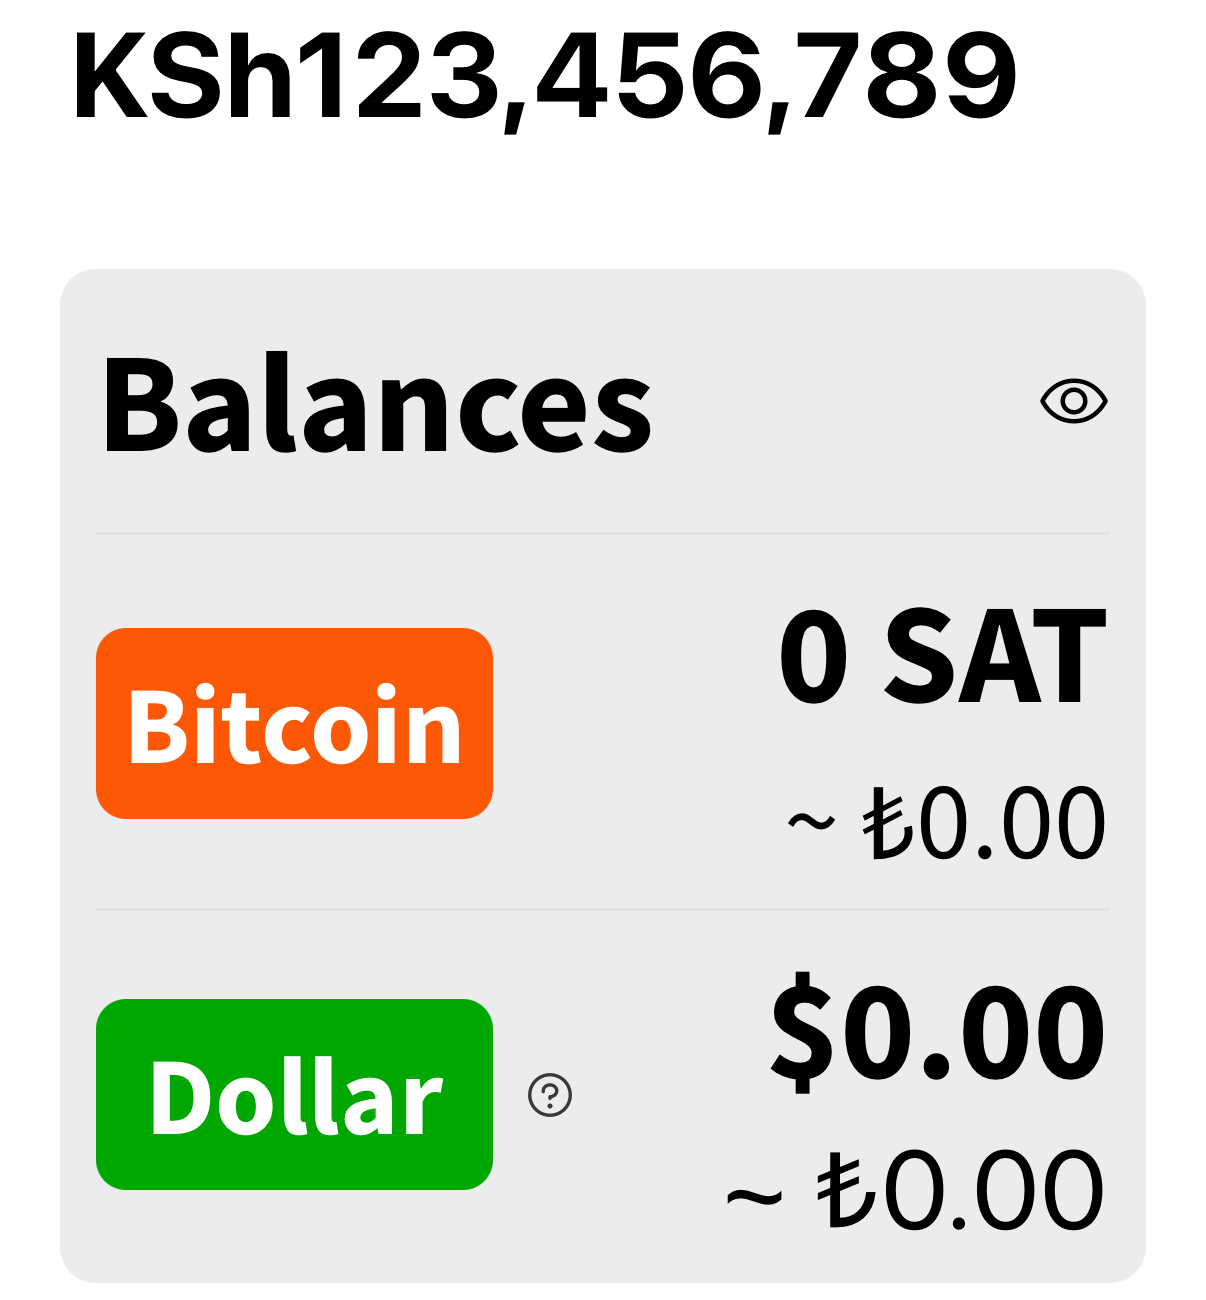 KSh123,456,789
Balances
Bitcoin
0 SAT
~ ₺0.00
Dollar
$0.00
~ ₺0.00